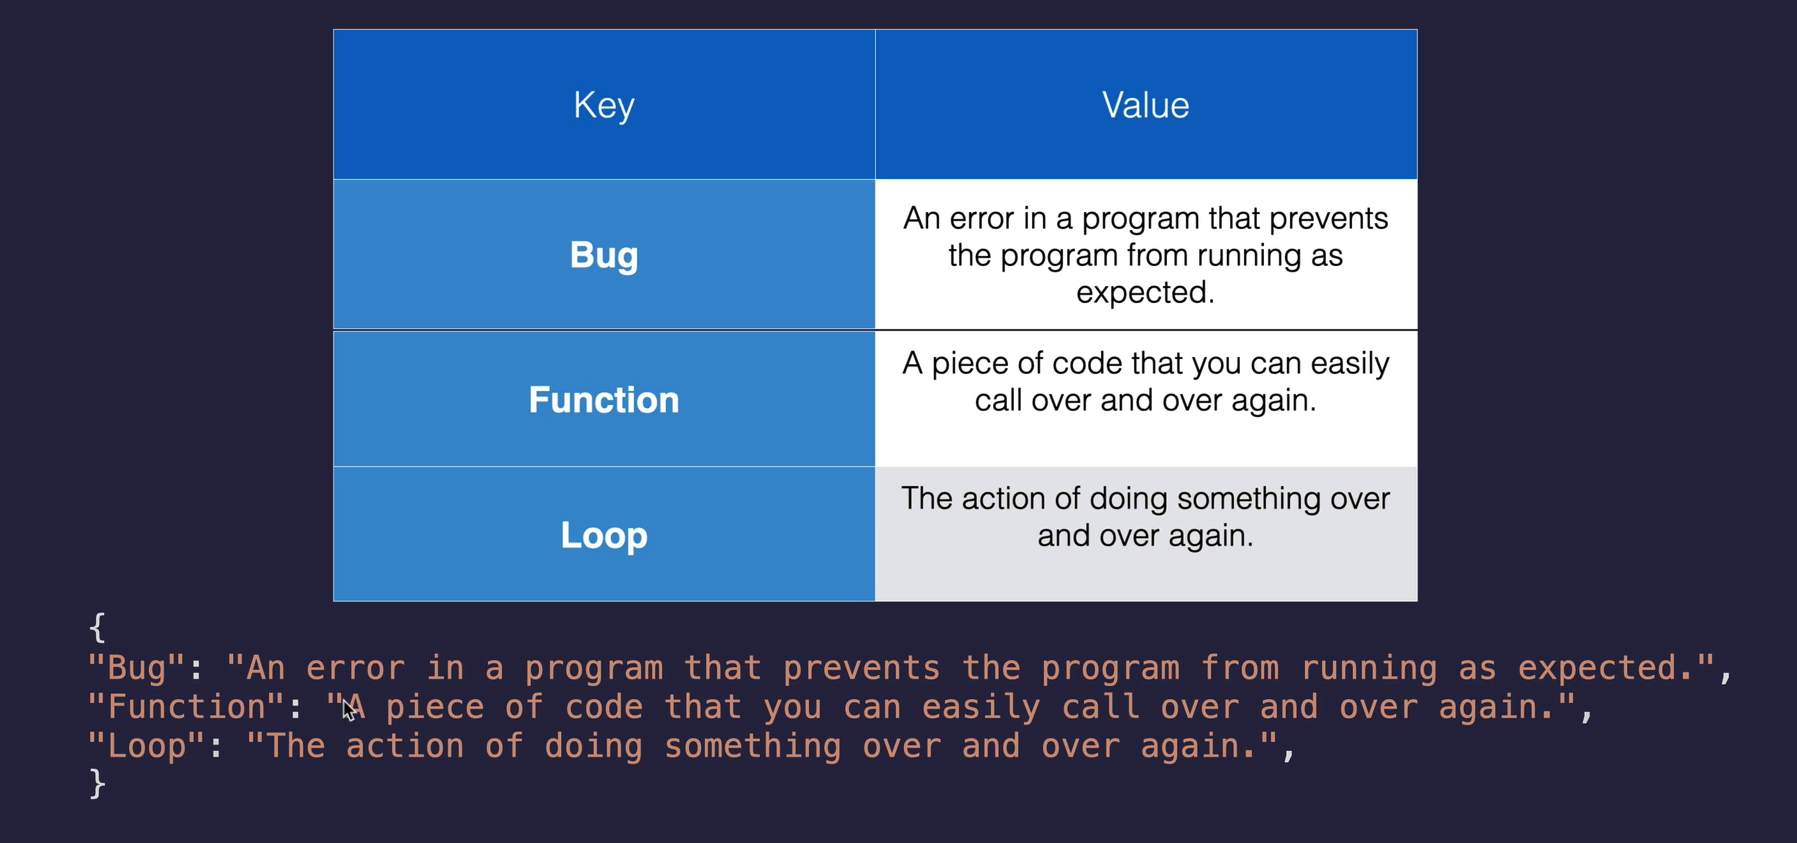 Key
Value
Bug
An error in a program that prevents
the program from running as
expected.
Function
A piece of code that you can easily
call over and over again.
Loop
The action of doing something over
and over again.
{
"Bug": "An error in a program that prevents the program from running as expected.",
"Function": "A piece of code that you can easily call over and over again.",
"Loop": "The action of doing something over and over again.",
}